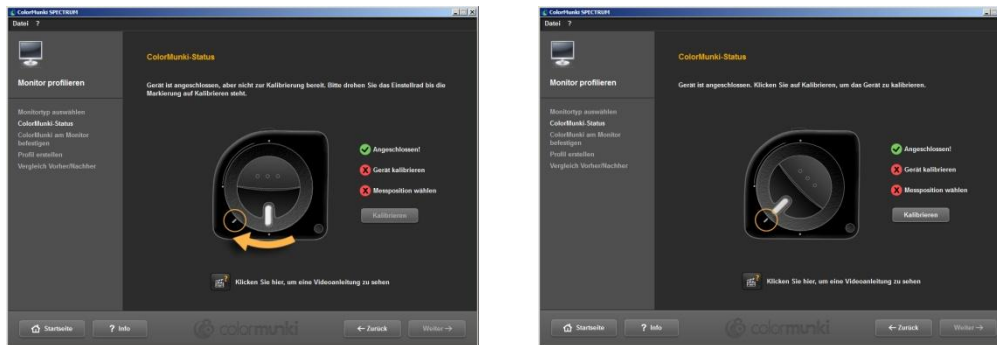 ColorMunki SPECTRUM
Datei ?
Monitor profilieren
Monitortyp auswählen
ColorMunki-Status
ColorMunki am Monitor
befestigen
Profil erstellen
Vergleich Vorher/Nachher
ColorMunki-Status
Gerät ist angeschlossen, aber nicht zur Kalibrierung bereit. Bitte drehen Sie das Einstellrad bis die
Markierung auf Kalibrieren steht.
Angeschlossen!
Gerät kalibrieren
Messposition wählen
Kalibrieren
Klicken Sie hier, um eine Videoanleitung zu sehen
Startseite
? Info
colormunki
← Zurück
Weiter →
ColorMunki SPECTRUM
Datei ?
Monitor profilieren
Monitortyp auswählen
ColorMunki-Status
ColorMunki am Monitor
befestigen
Profil erstellen
Vergleich Vorher/Nachher
ColorMunki-Status
Gerät ist angeschlossen. Klicken Sie auf Kalibrieren, um das Gerät zu kalibrieren.
Angeschlossen!
Gerät kalibrieren
Messposition wählen
Kalibrieren
Klicken Sie hier, um eine Videoanleitung zu sehen
Startseite
? Info
colormunki
← Zurück
Weiter →